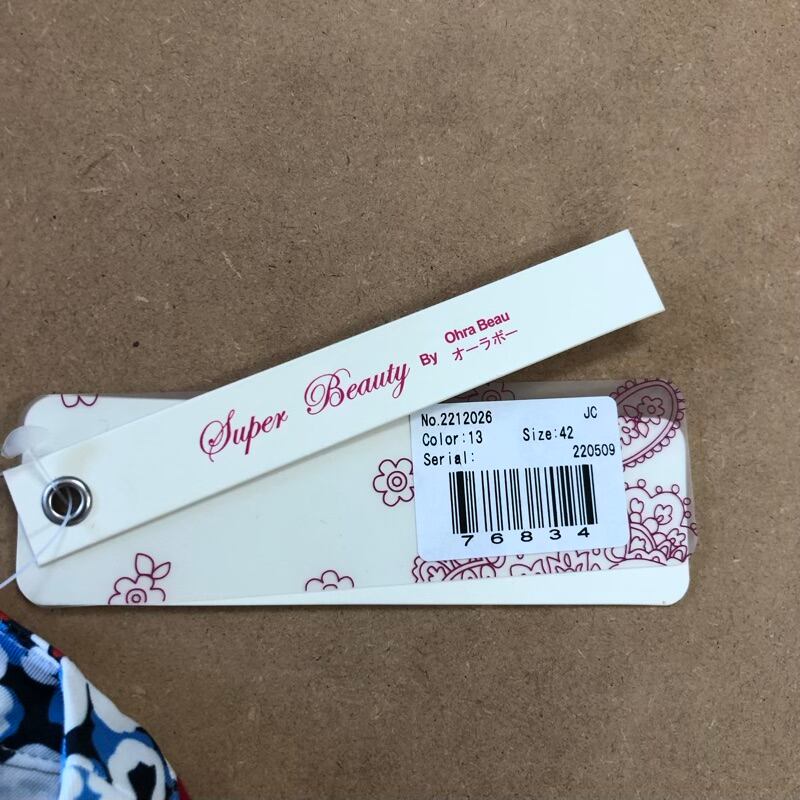 Super Beauty By Ohra Beau
オーラボー
No.2212026 JC
Color:13 Size:42
Serial: 220509
76834